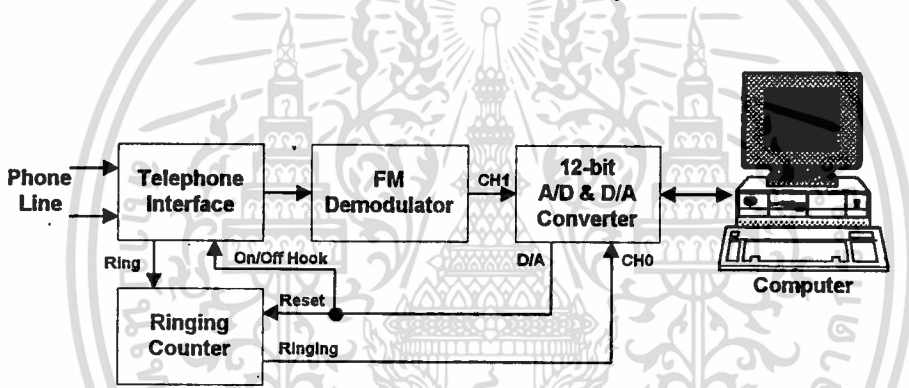 Phone
Line
Telephone
Interface
FM
Demodulator
CH1
12-bit
A/D & D/A
Converter
Computer
Ring
On/Off Hook
D/A
CH0
Reset
Ringing
Counter
Ringing